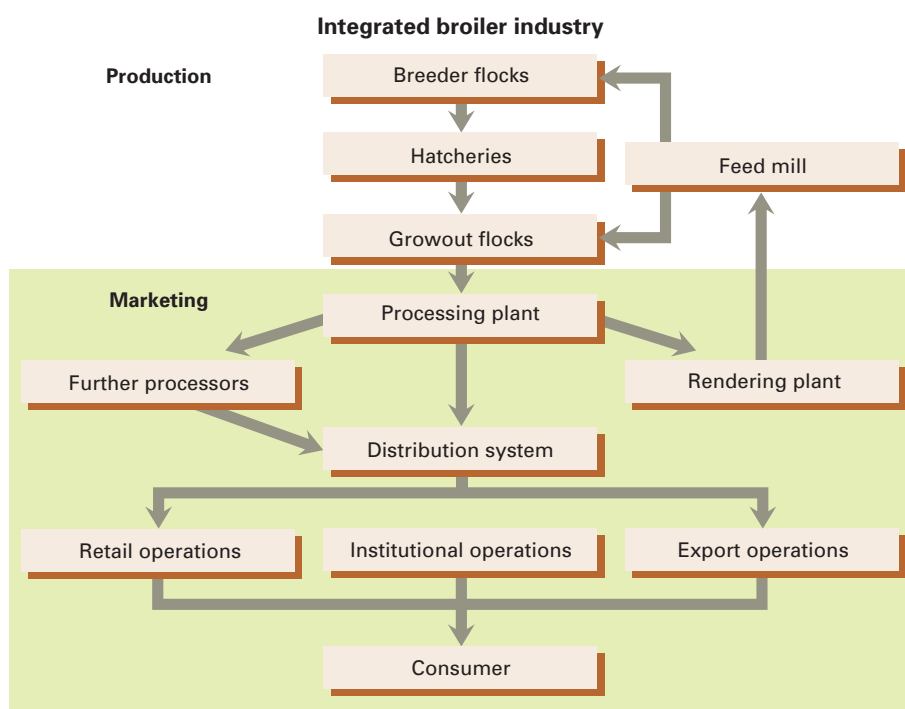 Integrated broiler industry
Production
Breeder flocks
Hatcheries
Feed mill
Growout flocks
Marketing
Processing plant
Further processors
Rendering plant
Distribution system
Retail operations
Institutional operations
Export operations
Consumer